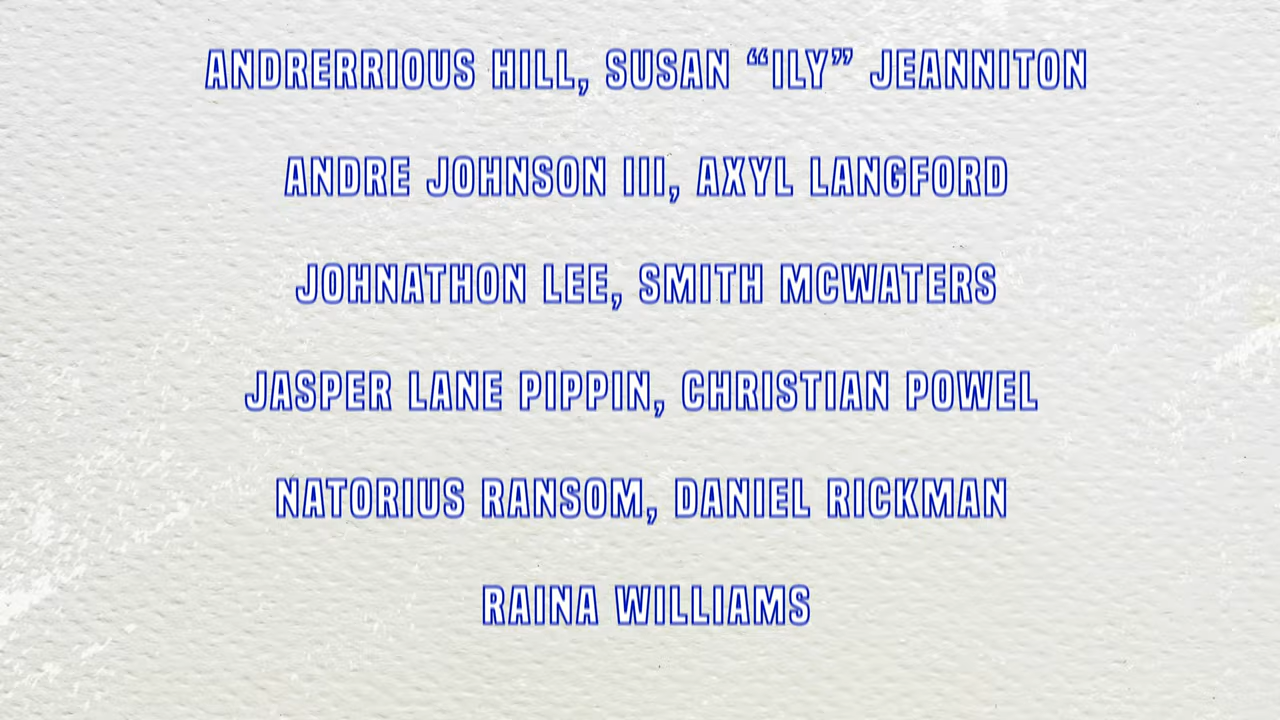 ANDRERRIOUS HILL, SUSAN “ILY” JEANNITON
ANDRE JOHNSON III, AXYL LANGFORD
JOHNATHON LEE, SMITH MCWATERS
JASPER LANE PIPPIN, CHRISTIAN POWEL
NATORIUS RANSOM, DANIEL RICKMAN
RAINA WILLIAMS